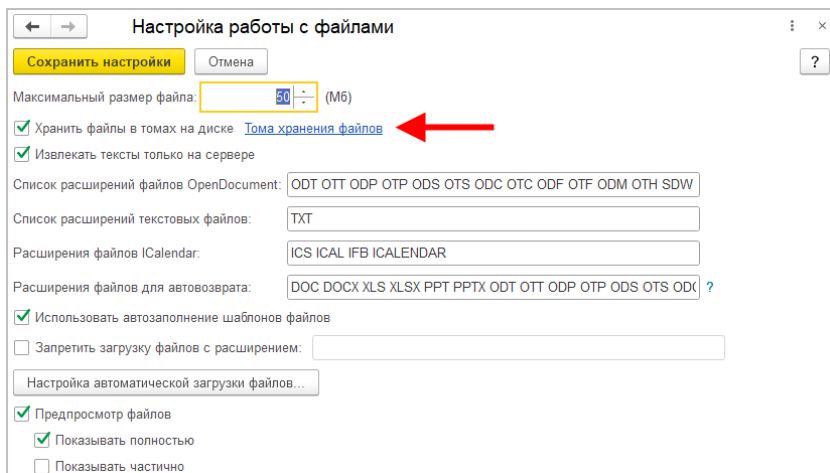 Настройка работы с файлами
Сохранить настройки Отмена ?
Максимальный размер файла: 50 (Мб)
Хранить файлы в томах на диске Тома хранения файлов
Извлекать тексты только на сервере
Список расширений файлов OpenDocument: ODT OTT ODP OTP ODS OTS ODC OTC ODF OTF ODM OTH SDW
Список расширений текстовых файлов: TXT
Расширения файлов ICalendar: ICS ICAL IFB ICALENDAR
Расширения файлов для автовозврата: DOC DOCX XLS XLSX PPT PPTX ODT OTT ODP OTP ODS OTS ODC ?
Использовать автозаполнение шаблонов файлов
Запретить загрузку файлов с расширением:
Настройка автоматической загрузки файлов...
Предпросмотр файлов
Показывать полностью
Показывать частично